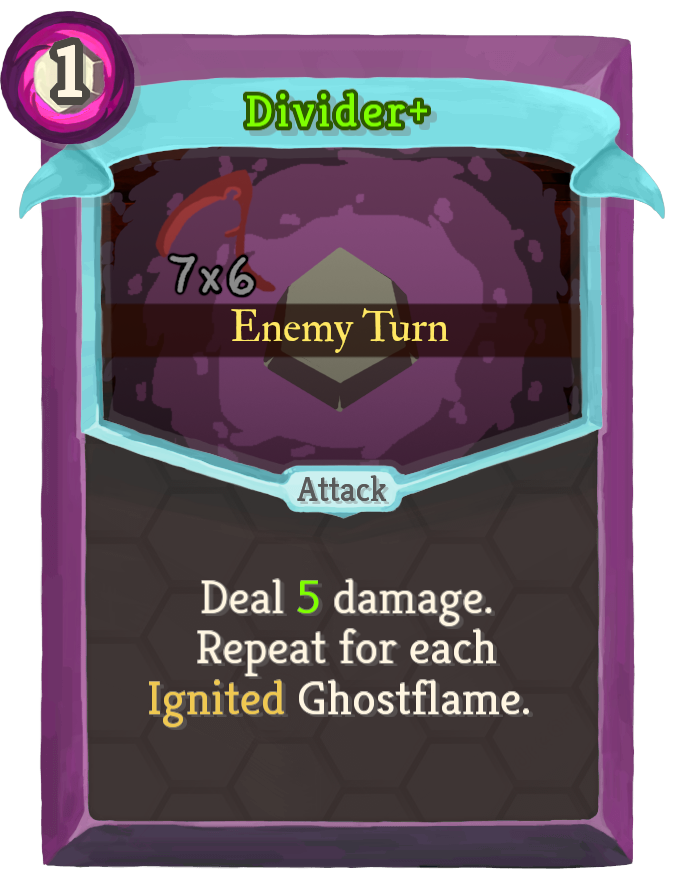 1
Divider+
7x6
Enemy Turn
Attack
Deal 5 damage.
Repeat for each
Ignited Ghostflame.